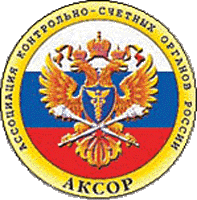 АССОЦИАЦИЯ КОНТРОЛЬНО-СЧЕТНЫХ ОРГАНОВ РОССИИ
АКСОР